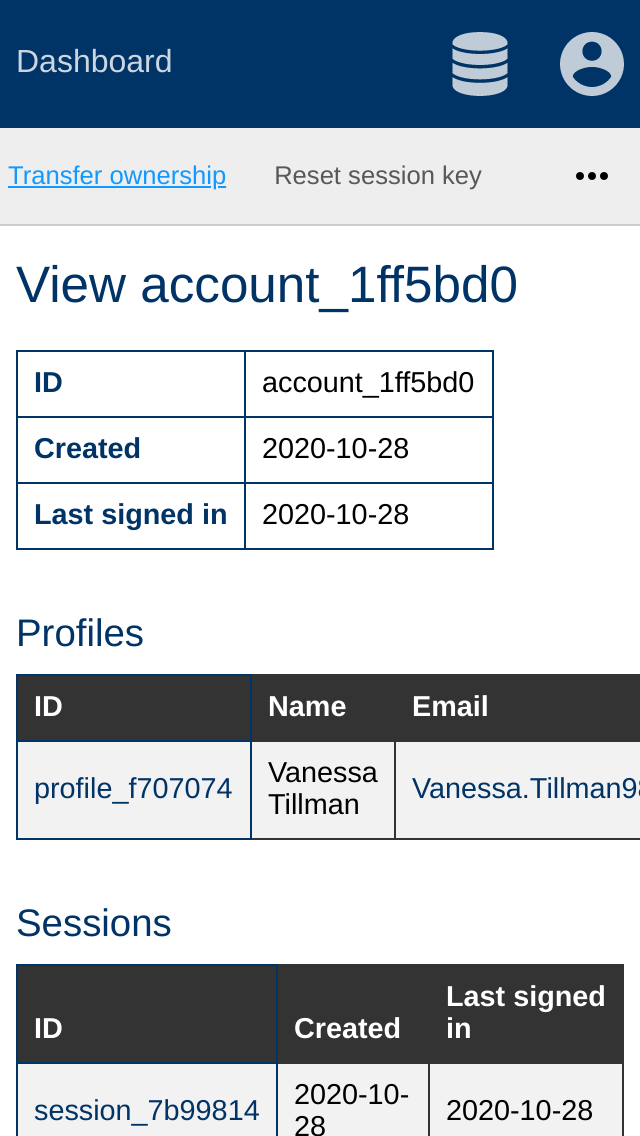 Dashboard
Transfer ownership Reset session key
View account_1ff5bd0
ID account_1ff5bd0
Created 2020-10-28
Last signed in 2020-10-28
Profiles
ID Name Email
profile_f707074 Vanessa Tillman Vanessa.Tillman9
Sessions
ID Created Last signed in
session_7b99814 2020-10-28 2020-10-28